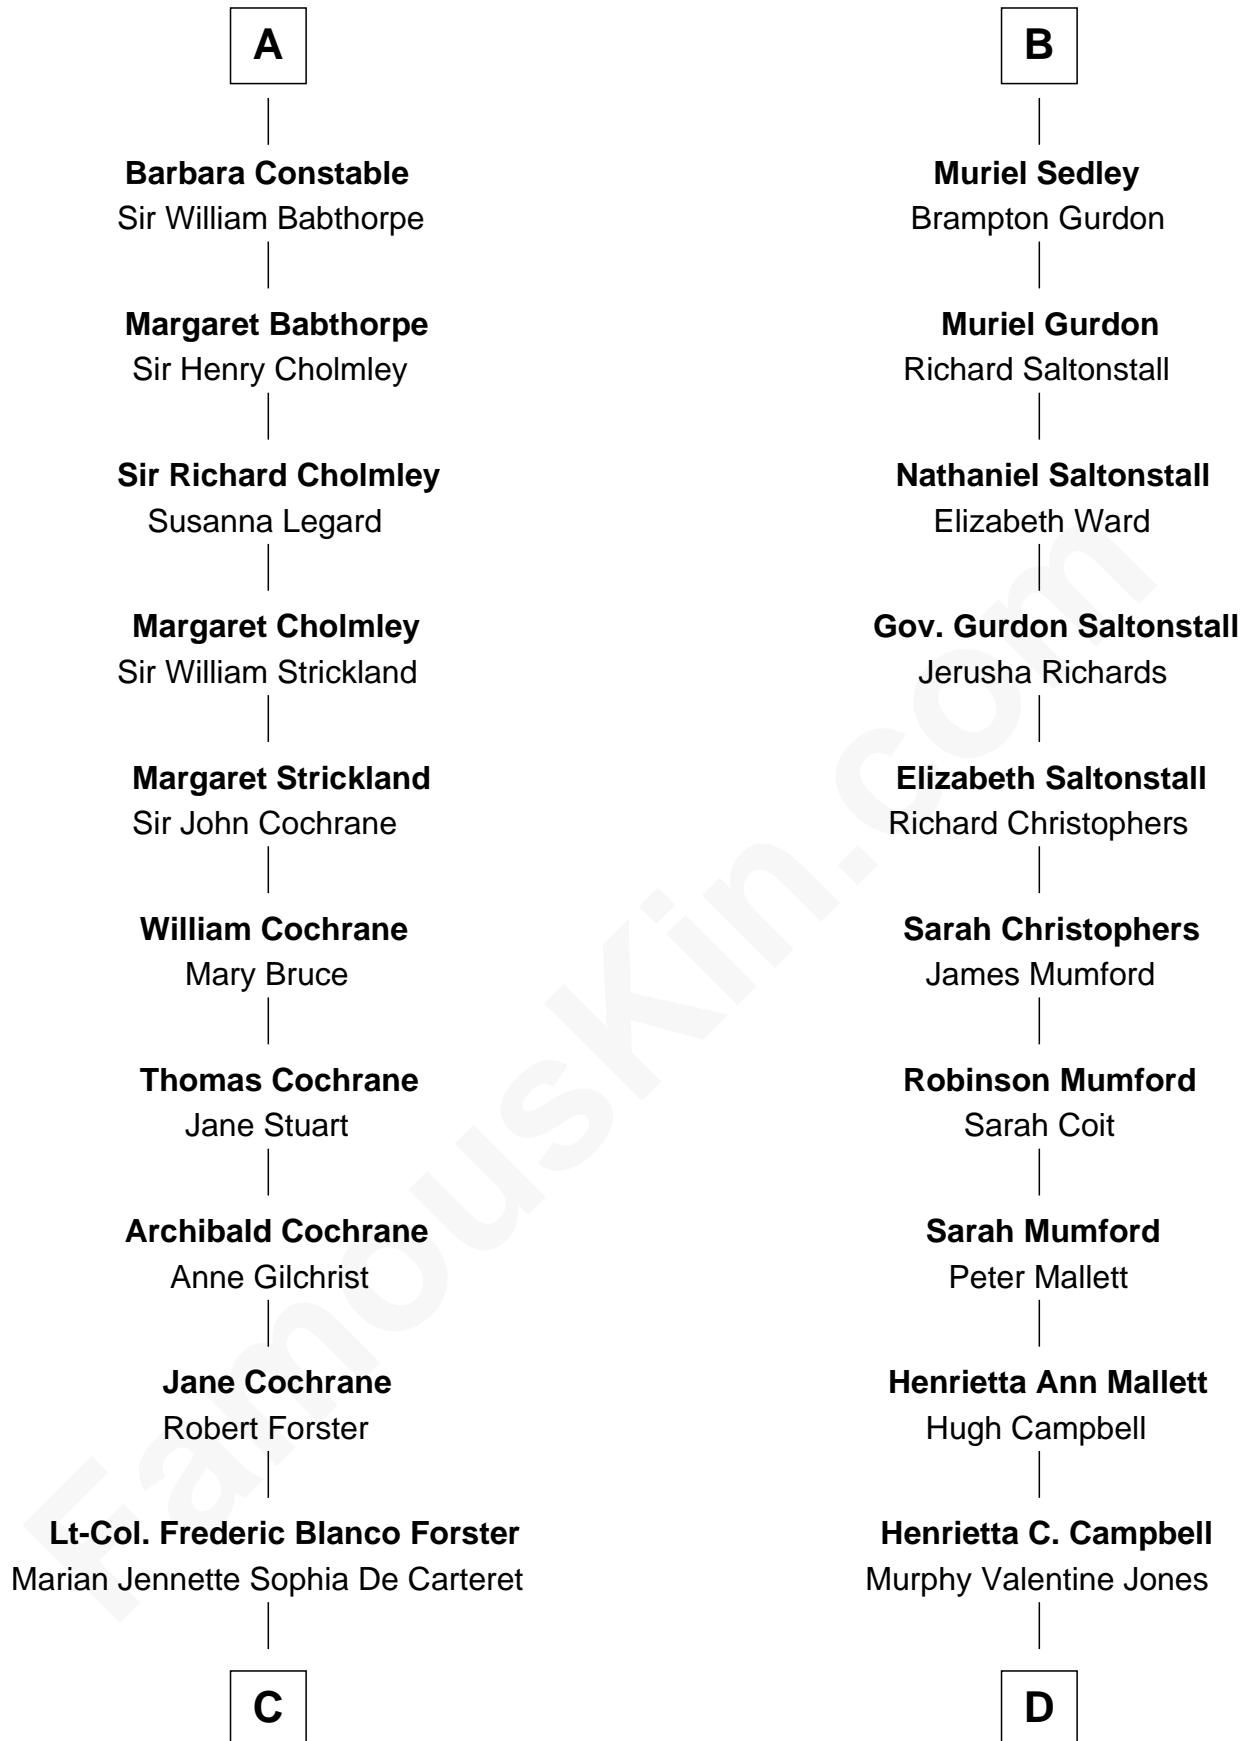 A
Barbara Constable
Sir William Babthorpe
Margaret Babthorpe
Sir Henry Cholmley
Sir Richard Cholmley
Susanna Legard
Margaret Cholmley
Sir William Strickland
Margaret Strickland
Sir John Cochrane
William Cochrane
Mary Bruce
Thomas Cochrane
Jane Stuart
Archibald Cochrane
Anne Gilchrist
Jane Cochrane
Robert Forster
Lt-Col. Frederic Blanco Forster
Marian Jennette Sophia De Carteret
C
B
Muriel Sedley
Brampton Gurdon
Muriel Gurdon
Richard Saltonstall
Nathaniel Saltonstall
Elizabeth Ward
Gov. Gurdon Saltonstall
Jerusha Richards
Elizabeth Saltonstall
Richard Christophers
Sarah Christophers
James Mumford
Robinson Mumford
Sarah Coit
Sarah Mumford
Peter Mallett
Henrietta Ann Mallett
Hugh Campbell
Henrietta C. Campbell
Murphy Valentine Jones
D
FamousKin.com